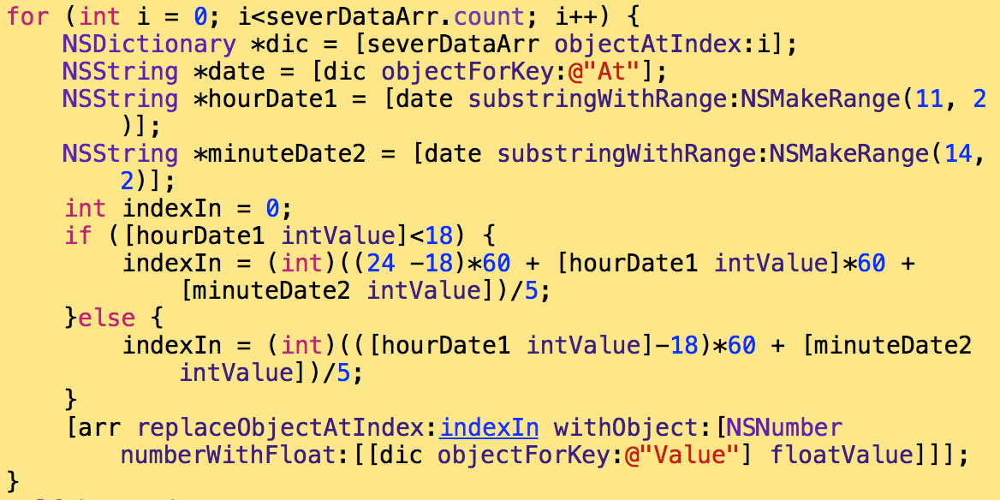 for (int i = 0; i<severDataArr.count; i++) {
NSDictionary *dic = [severDataArr objectAtIndex:i];
NSString *date = [dic objectForKey:@"At"];
NSString *hourDate1 = [date substringWithRange:NSMakeRange(11, 2
)];
NSString *minuteDate2 = [date substringWithRange:NSMakeRange(14,
2)];
int indexIn = 0;
if ([hourDate1 intValue]<18) {
indexIn = (int)((24 -18)*60 + [hourDate1 intValue]*60 +
[minuteDate2 intValue])/5;
}else {
indexIn = (int)(([hourDate1 intValue]-18)*60 + [minuteDate2
intValue])/5;
}
[arr replaceObjectAtIndex:indexIn withObject:[NSNumber
numberWithFloat:[[dic objectForKey:@"Value"] floatValue]]];
}